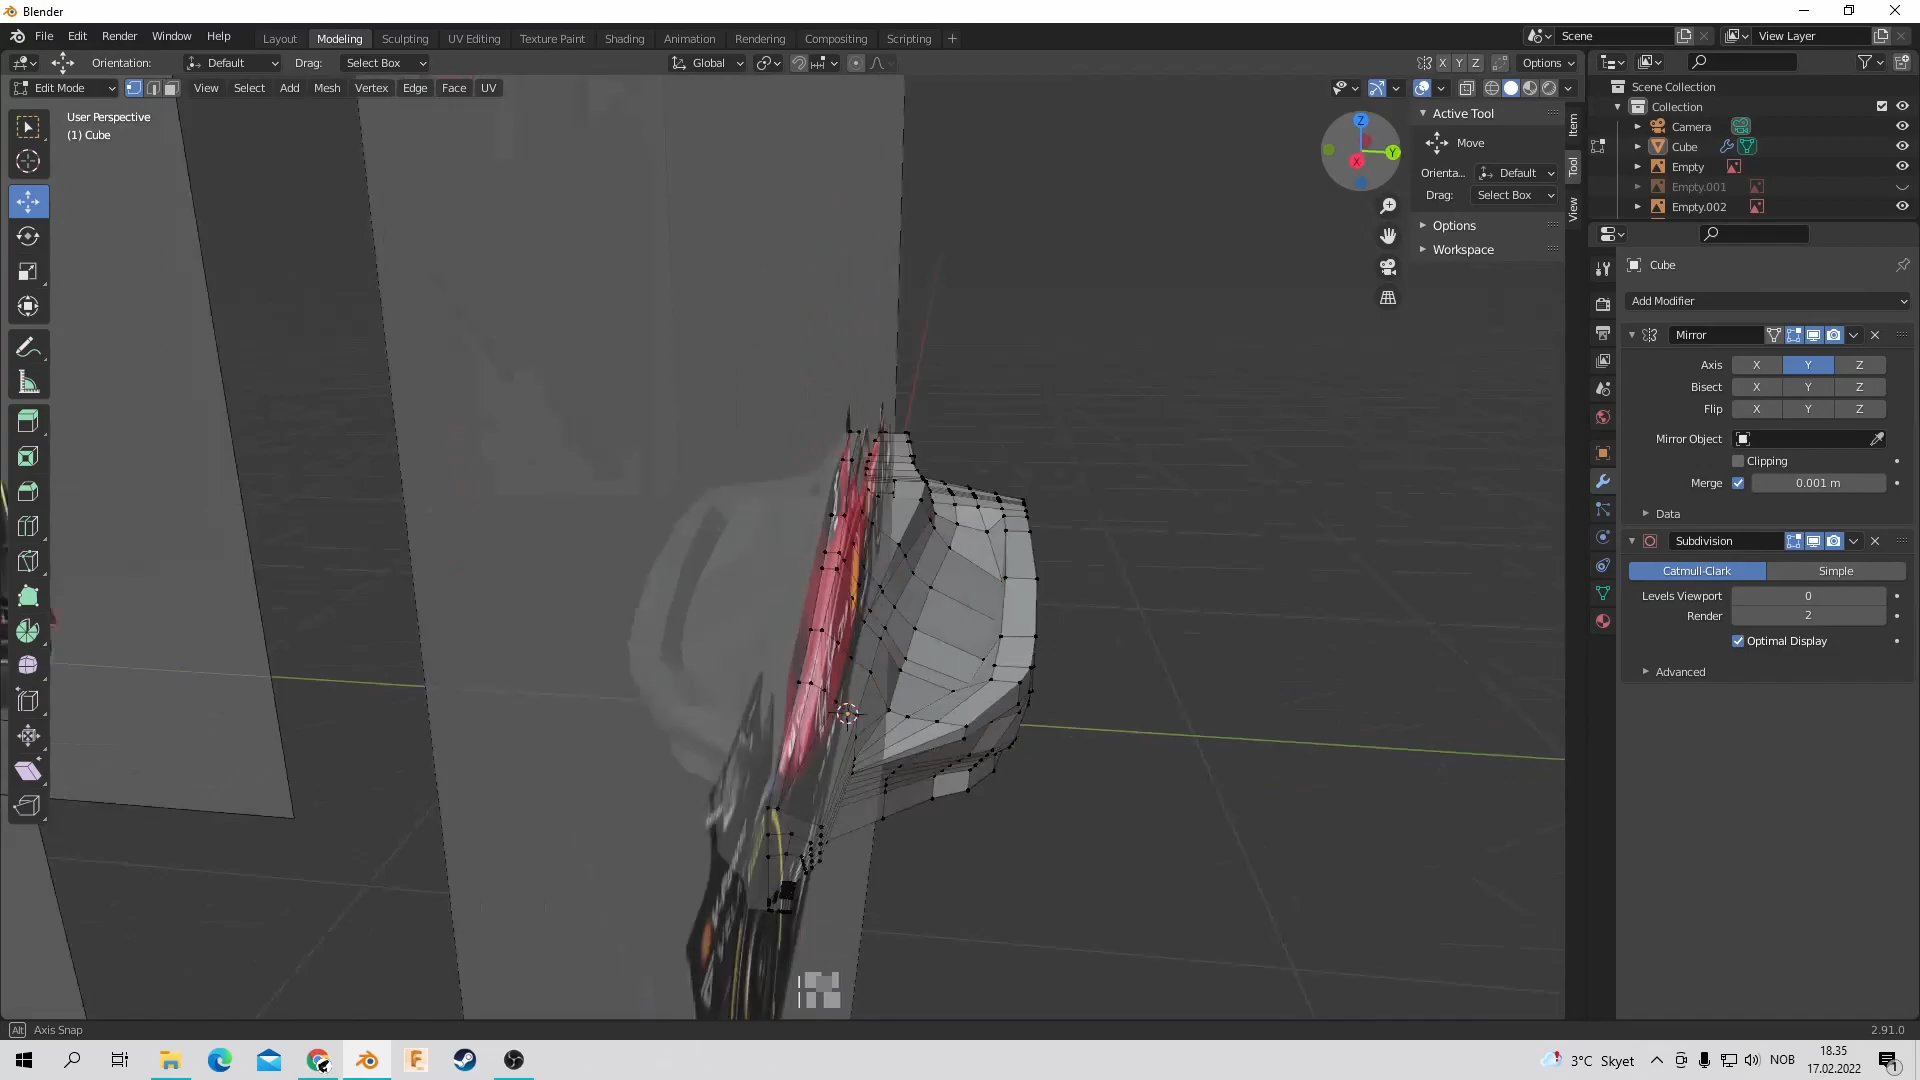 Blender
File Edit Render Window Help
Layout Modeling Sculpting UV Editing Texture Paint Shading Animation Rendering Compositing Scripting +
Scene
View Layer
Orientation: Default Drag: Select Box
Global
X Y Z Options
Edit Mode View Select Add Mesh Vertex Edge Face UV
User Perspective
(1) Cube
Z
Y
X
Active Tool
Move
Orienta... Default
Drag: Select Box
Options
Workspace
Item
Tool
View
Scene Collection
Collection
Camera
Cube
Empty
Empty.001
Empty.002
Cube
Add Modifier
Mirror
Axis X Y Z
Bisect X Y Z
Flip X Y Z
Mirror Object
Clipping
Merge 0.001 m
Data
Subdivision
Catmull-Clark Simple
Levels Viewport 0
Render 2
Optimal Display
Advanced
Alt Axis Snap
2.91.0
3°C Skyet
NOB
18.35
17.02.2022
1